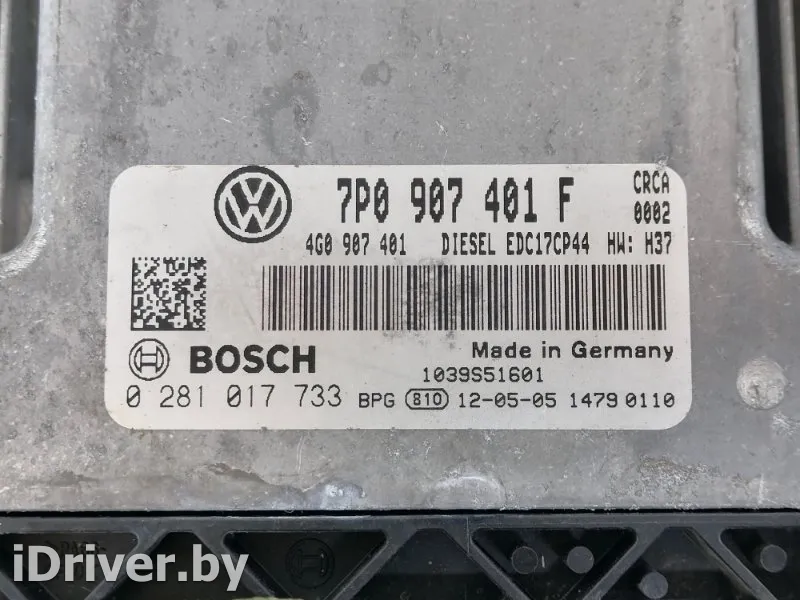 7P0 907 401 F CRCA
0002
4G0 907 401 DIESEL EDC17CP44 HW: H37
BOSCH Made in Germany
1039S51601
0 281 017 733 BPG 810 12-05-05 1479 0110
iDriver.by